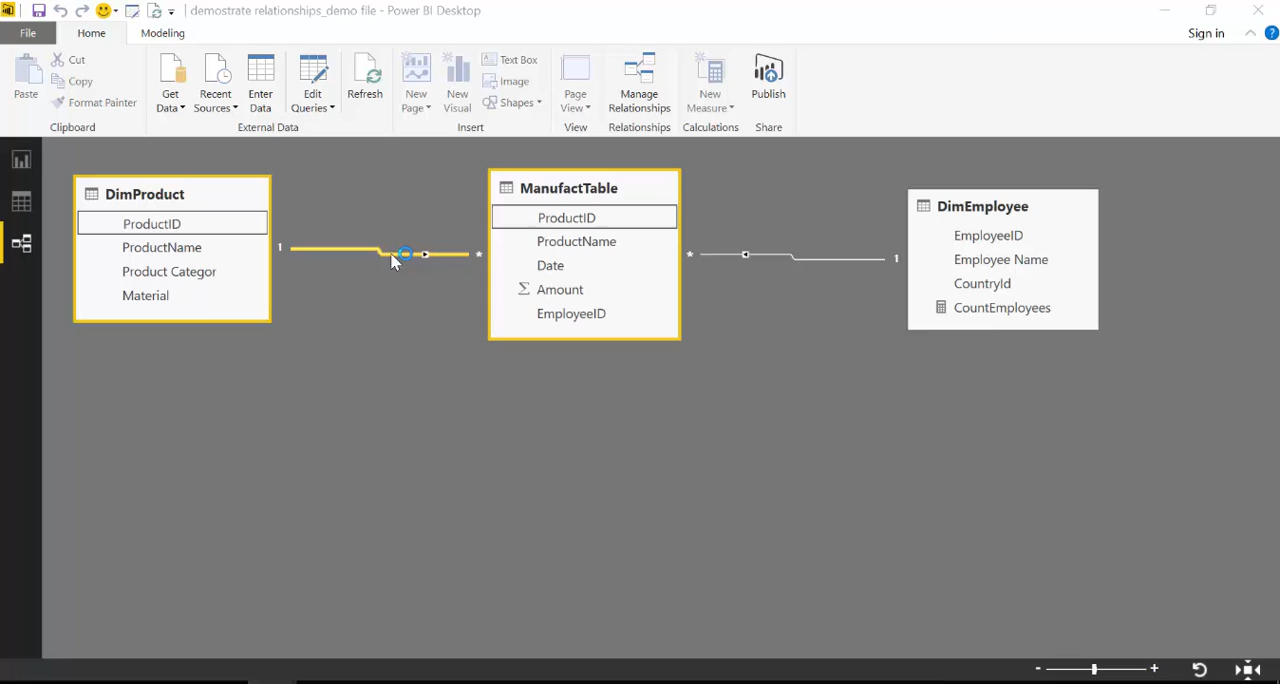 demostrate relationships_demo file - Power BI Desktop
File Home Modeling Sign in ?
Paste
Cut
Copy
Format Painter
Clipboard
Get Data
Recent Sources
Enter Data
Edit Queries
Refresh
External Data
New Page
New Visual
Text Box
Image
Shapes
Insert
Page View
View
Manage Relationships
Relationships
New Measure
Calculations
Publish
Share
DimProduct
ProductID
ProductName
Product Categor
Material
1
*
ManufactTable
ProductID
ProductName
Date
Σ Amount
EmployeeID
*
1
DimEmployee
EmployeeID
Employee Name
CountryId
CountEmployees
- +